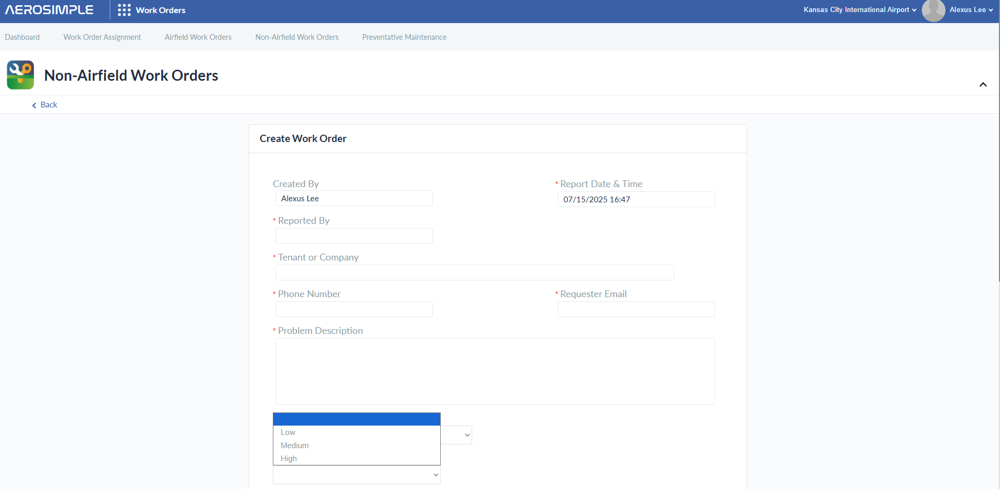 AEROSIMPLE
Work Orders
Kansas City International Airport
Alexus Lee
Dashboard
Work Order Assignment
Airfield Work Orders
Non-Airfield Work Orders
Preventative Maintenance
Non-Airfield Work Orders
Back
Create Work Order
Created By
* Report Date & Time
Alexus Lee
07/15/2025 16:47
* Reported By
* Tenant or Company
* Phone Number
* Requester Email
* Problem Description
Low
Medium
High